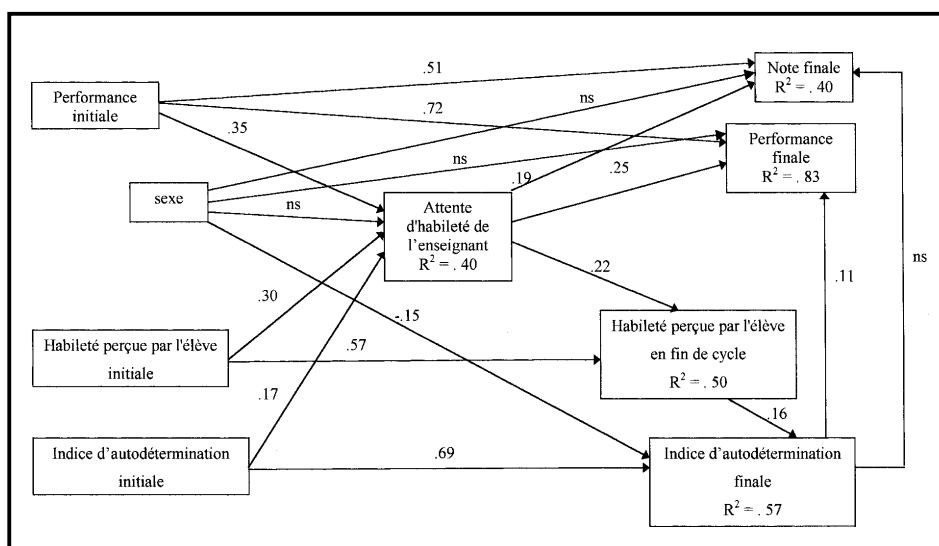 .51
Note finale
R² = . 40
ns
Performance
initiale
.72
.35
Performance
finale
R² = . 83
ns
.25
.19
sexe
ns
Attente
d'habileté de
l'enseignant
R² = . 40
ns
.22
.11
.30
-.15
Habileté perçue par l'élève
en fin de cycle
R² = . 50
Habileté perçue par l'élève
initiale
.57
.17
.16
Indice d'autodétermination
initiale
.69
Indice d'autodétermination
finale
R² = . 57